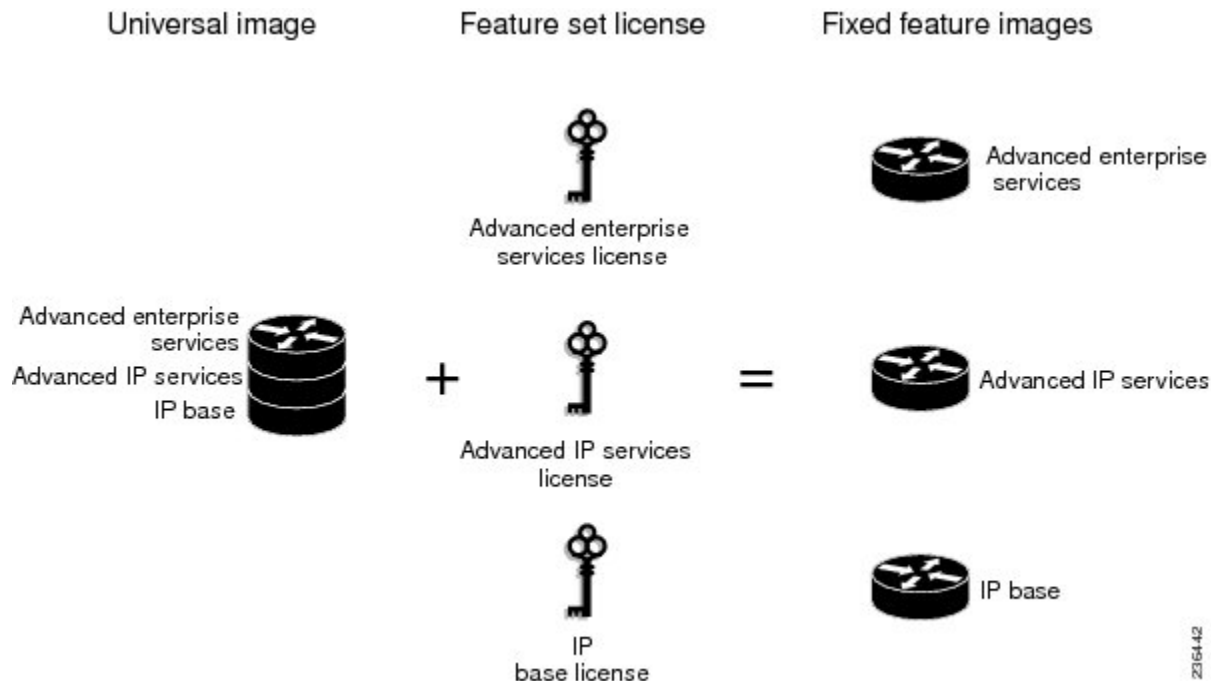 Universal image
Feature set license
Fixed feature images
Advanced enterprise
services license
Advanced enterprise
services
Advanced enterprise
services
Advanced IP services
IP base
+
Advanced IP services
license
=
Advanced IP services
IP
base license
IP base
236442